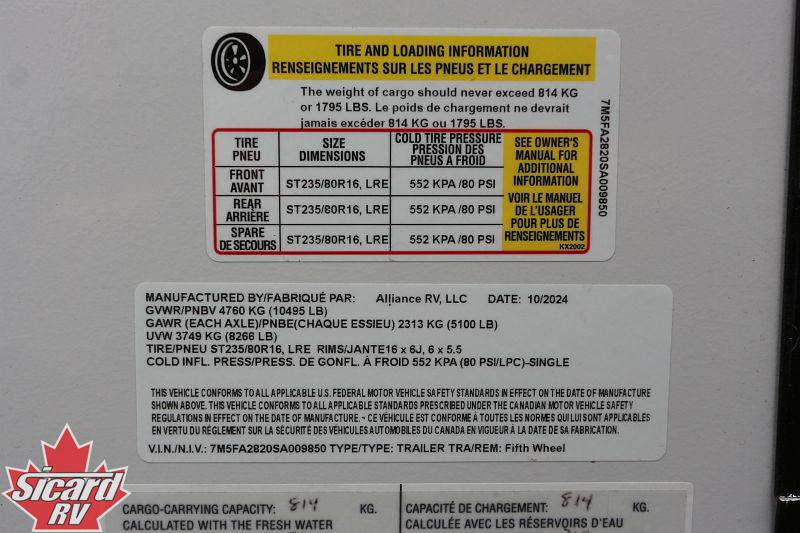 TIRE AND LOADING INFORMATION
RENSEIGNEMENTS SUR LES PNEUS ET LE CHARGEMENT
The weight of cargo should never exceed 814 KG
or 1795 LBS. Le poids de chargement ne devrait
jamais excéder 814 KG ou 1795 LBS.
TIRE PNEU
SIZE DIMENSIONS
COLD TIRE PRESSURE
PRESSION DES
PNEUS A FROID
FRONT AVANT
ST235/80R16, LRE
552 KPA /80 PSI
REAR ARRIÈRE
ST235/80R16, LRE
552 KPA /80 PSI
SPARE DE SECOURS
ST235/80R16, LRE
552 KPA /80 PSI
SEE OWNER'S
MANUAL FOR
ADDITIONAL
INFORMATION
VOIR LE MANUEL
DE L'USAGER
POUR PLUS DE
RENSEIGNEMENTS
KX2002
7M5FA2820SA009850
MANUFACTURED BY/FABRIQUÉ PAR: Alliance RV, LLC DATE: 10/2024
GVWR/PNBV 4760 KG (10495 LB)
GAWR (EACH AXLE)/PNBE(CHAQUE ESSIEU) 2313 KG (5100 LB)
UVW 3749 KG (8266 LB)
TIRE/PNEU ST235/80R16, LRE RIMS/JANTE16 x 6J, 6 x 5.5
COLD INFL. PRESS/PRESS. DE GONFL. À FROID 552 KPA (80 PSI/LPC)-SINGLE
THIS VEHICLE CONFORMS TO ALL APPLICABLE U.S. FEDERAL MOTOR VEHICLE SAFETY STANDARDS IN EFFECT ON THE DATE OF MANUFACTURE
SHOWN ABOVE. THIS VEHICLE CONFORMS TO ALL APPLICABLE STANDARDS PRESCRIBED UNDER THE CANADIAN MOTOR VEHICLE SAFETY
REGULATIONS IN EFFECT ON THE DATE OF MANUFACTURE. ~ CE VÉHICULE EST CONFORME À TOUTES LES NORMES QUI LUI SONT APPLICABLES
EN VERTU DU RÈGLEMENT SUR LA SÉCURITÉ DES VÉHICULES AUTOMOBILES DU CANADA EN VIGUEUR À LA DATE DE SA FABRICATION.
V.I.N./N.I.V.: 7M5FA2820SA009850 TYPE/TYPE: TRAILER TRA/REM: Fifth Wheel
CARGO-CARRYING CAPACITY: 814 KG.
CALCULATED WITH THE FRESH WATER
CAPACITÉ DE CHARGEMENT: 814 KG.
CALCULÉE AVEC LES RÉSERVOIRS D'EAU
Sicard
RV